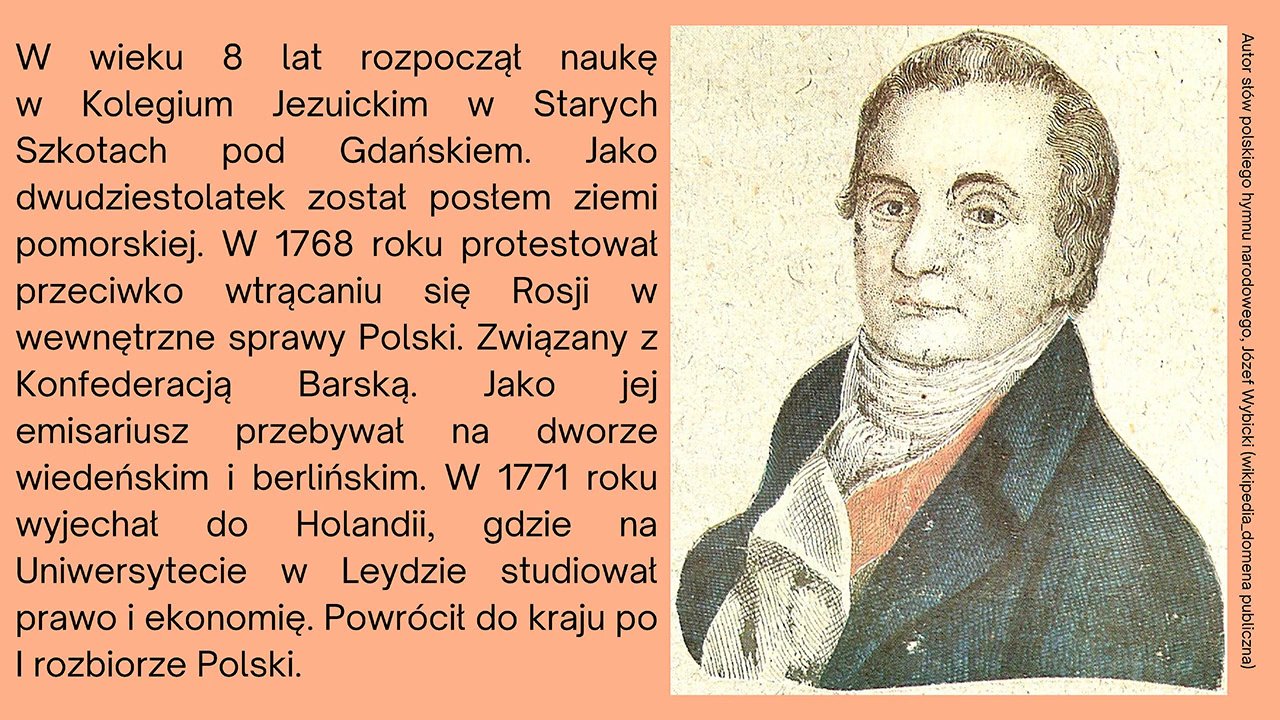 W wieku 8 lat rozpoczął naukę
w Kolegium Jezuickim w Starych
Szkotach pod Gdańskiem. Jako
dwudziestolatek został posłem ziemi
pomorskiej. W 1768 roku protestował
przeciwko wtrącaniu się Rosji w
wewnętrzne sprawy Polski. Związany z
Konfederacją Barską. Jako jej
emisariusz przebywał na dworze
wiedeńskim i berlińskim. W 1771 roku
wyjechał do Holandii, gdzie na
Uniwersytecie w Leydzie studiował
prawo i ekonomię. Powrócił do kraju po
I rozbiorze Polski.
Autor słów polskiego hymnu narodowego, Józef Wybicki (wikipedia_domena publiczna)